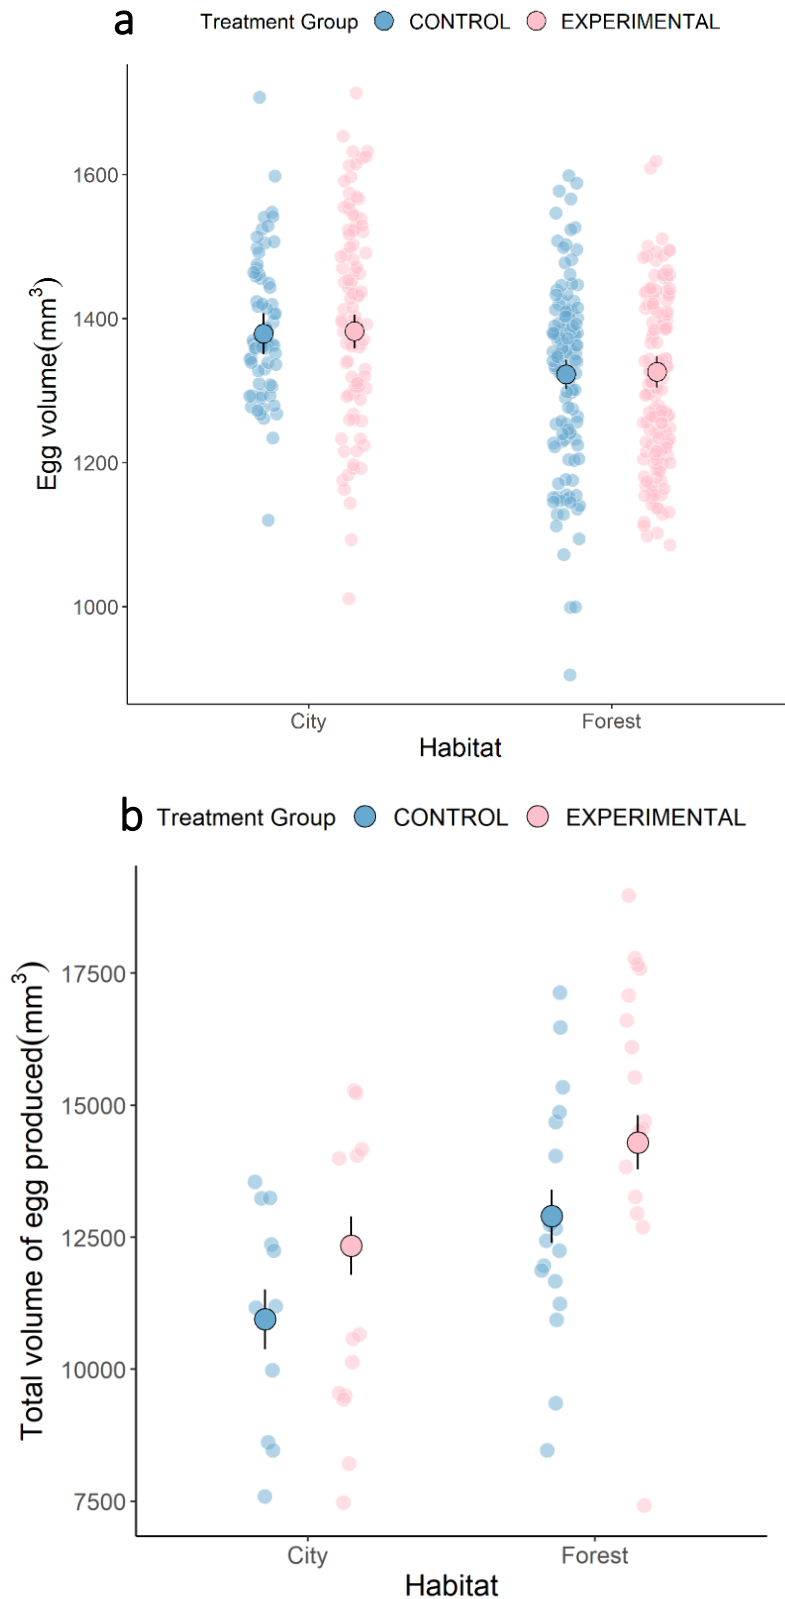 a
Treatment Group CONTROL EXPERIMENTAL
Egg volume(mm³)
1600
1400
1200
1000
City Forest
Habitat
b
Treatment Group CONTROL EXPERIMENTAL
Total volume of egg produced(mm³)
17500
15000
12500
10000
7500
City Forest
Habitat